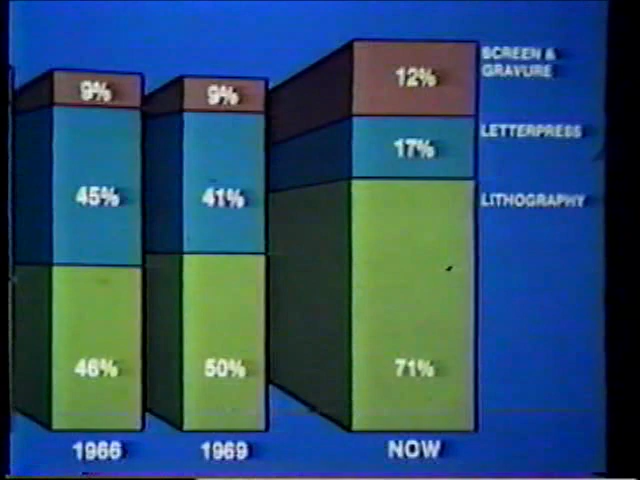 SCREEN &
GRAVURE
9%
9%
12%
LETTERPRESS
45%
41%
17%
LITHOGRAPHY
46%
50%
71%
1966
1969
NOW